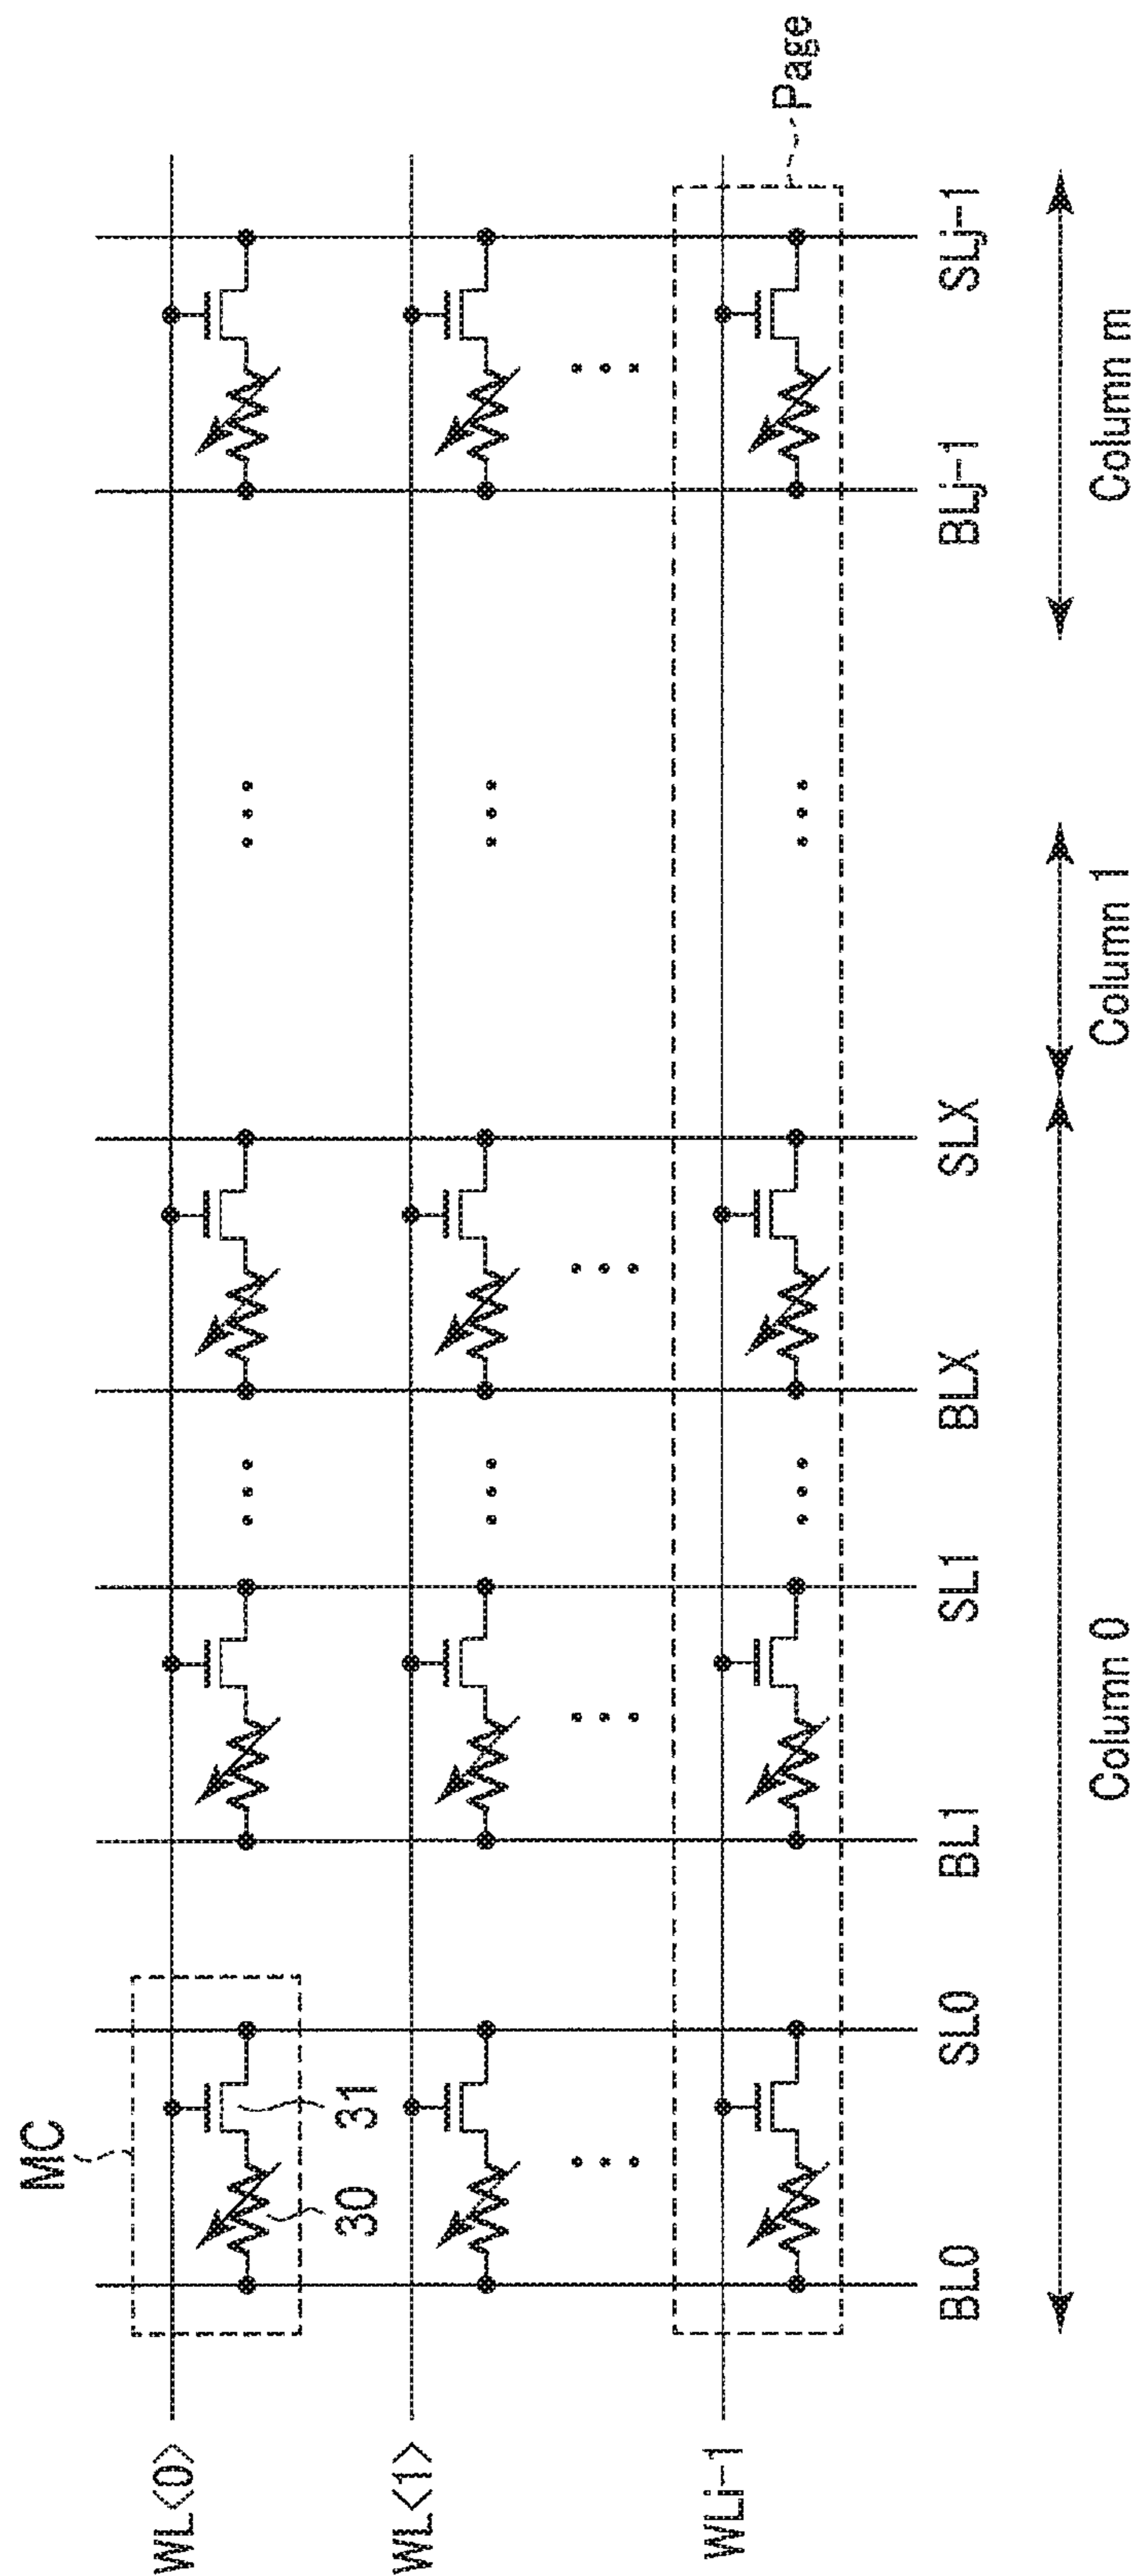 MC
WL<0>
30
31
WL<1>
WLi-1
Page
BL0
SL0
BL1
SL1
BLX
SLX
BLj-1
SLj-1
Column 0
Column 1
Column m